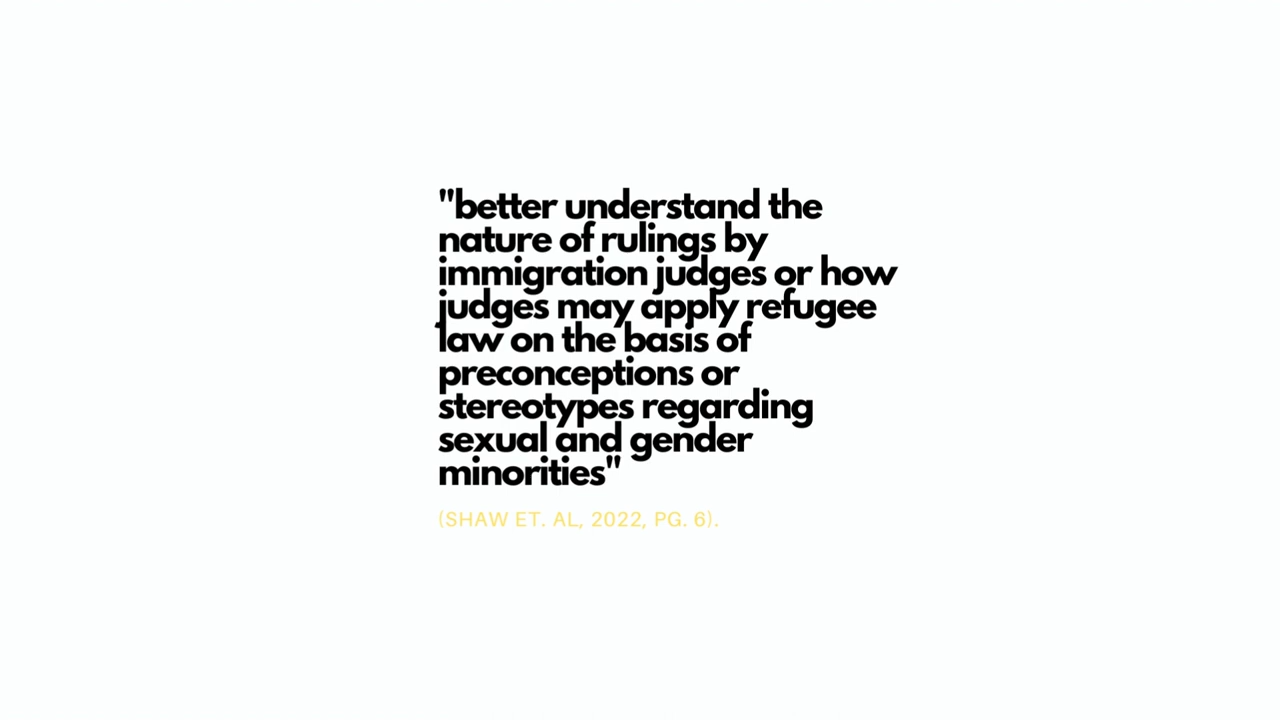 "better understand the
nature of rulings by
immigration judges or how
judges may apply refugee
law on the basis of
preconceptions or
stereotypes regarding
sexual and gender
minorities"
(SHAW ET. AL, 2022, PG. 6).